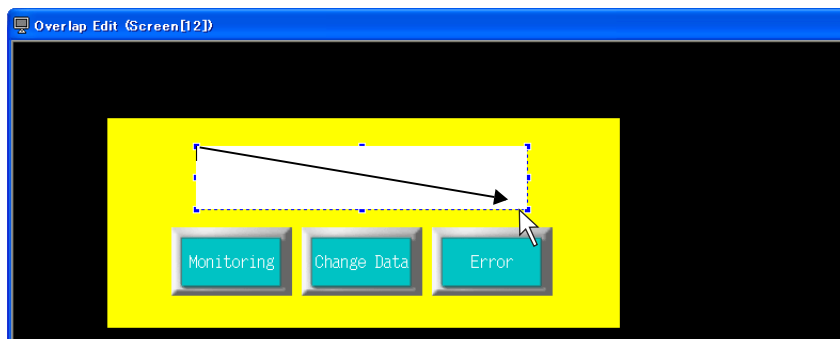 Overlap Edit (Screen[12])
Monitoring
Change Data
Error